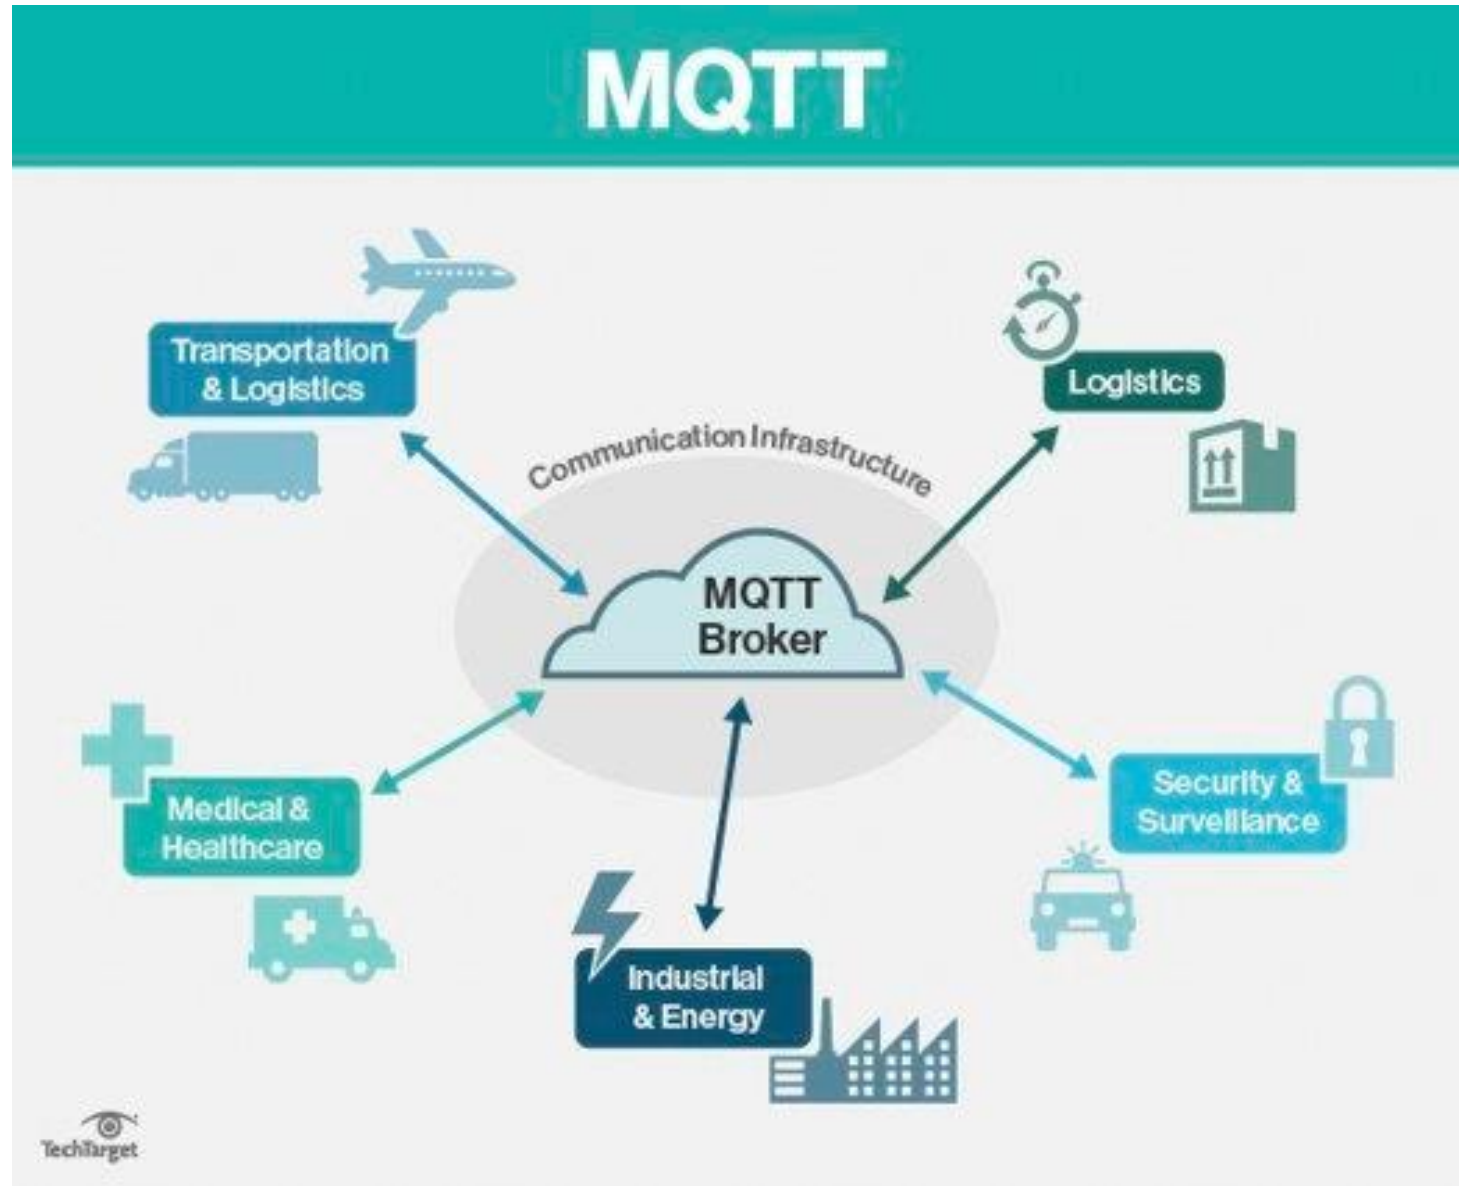 MQTT
Transportation
& Logistics
Logistics
Communication Infrastructure
MQTT
Broker
Medical &
Healthcare
Security &
Surveillance
Industrial
& Energy
TechTarget